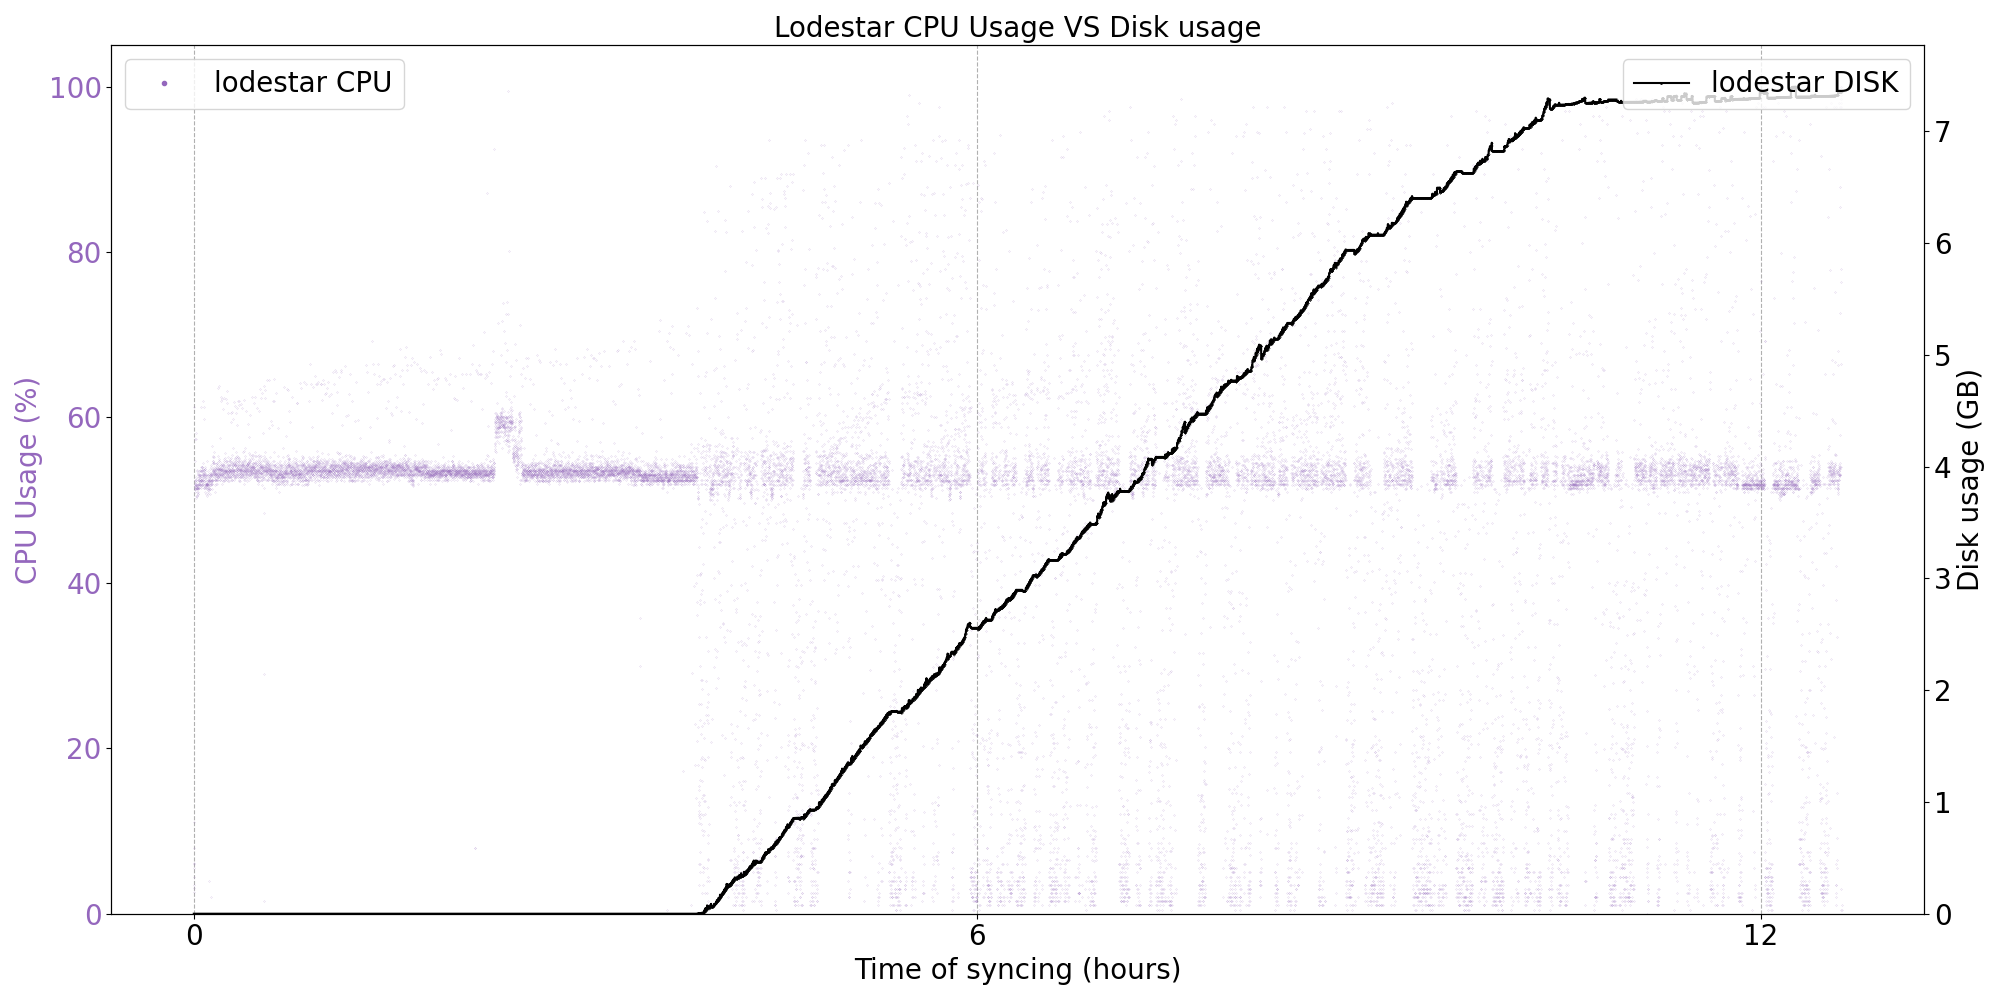 Lodestar CPU Usage VS Disk usage
lodestar CPU
lodestar DISK
CPU Usage (%)
100
80
60
40
20
0
7
6
5
4
3
2
1
0
Disk usage (GB)
0 6 12
Time of syncing (hours)